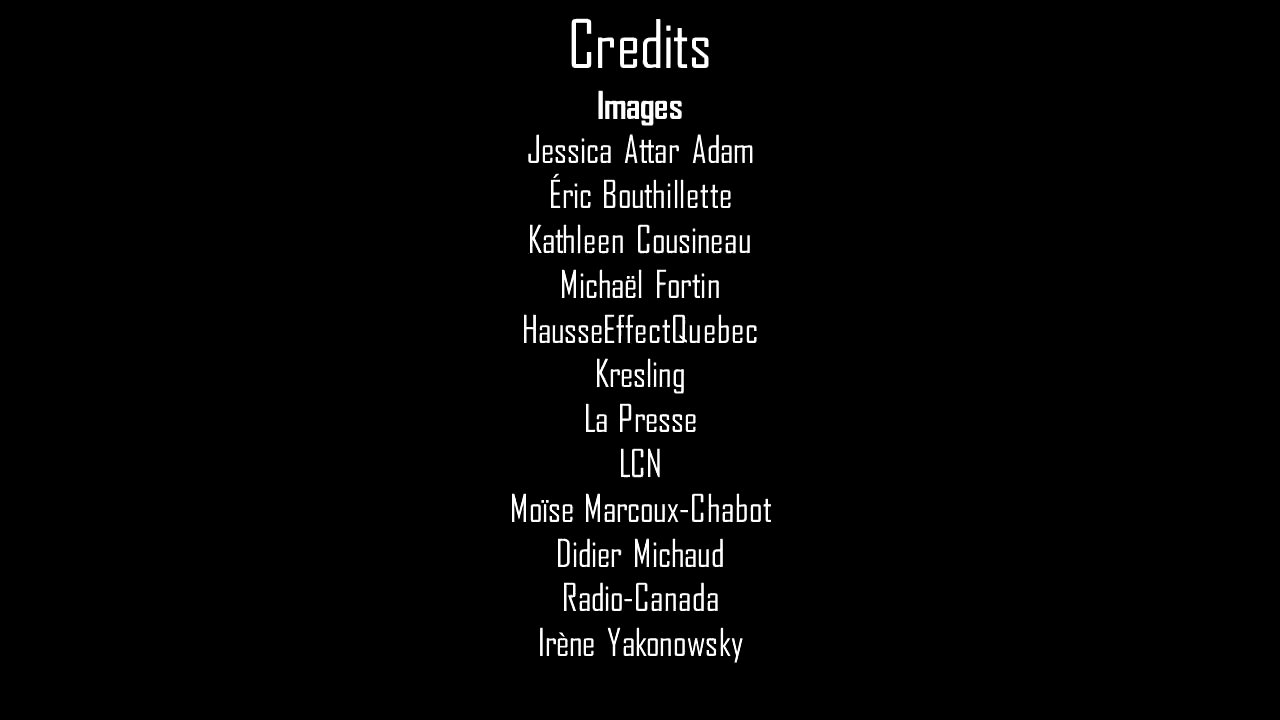 Credits
Images
Jessica Attar Adam
Éric Bouthillette
Kathleen Cousineau
Michaël Fortin
HausseEffectQuebec
Kresling
La Presse
LCN
Moïse Marcoux-Chabot
Didier Michaud
Radio-Canada
Irène Yakonowsky